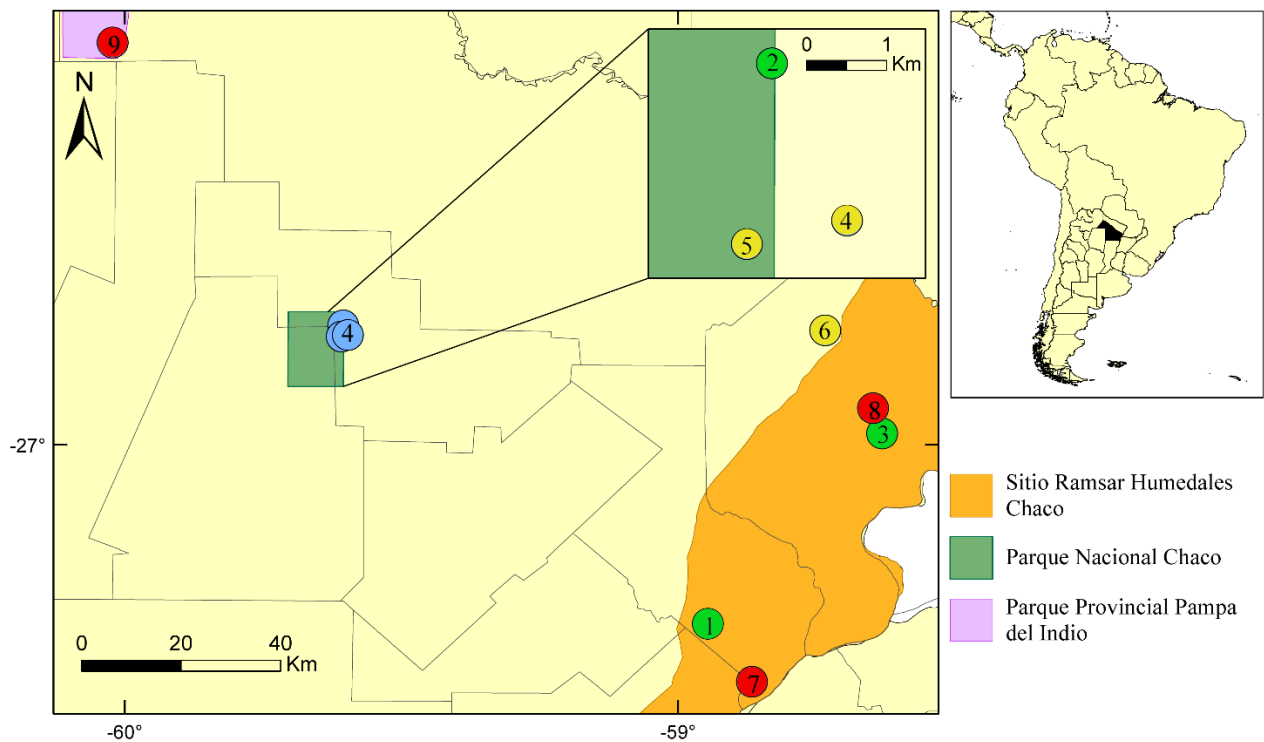 9
N
2
0 1
Km
4
5
4
6
8
3
-27°
1
7
0 20 40
Km
-60°
-59°
Sitio Ramsar Humedales
Chaco
Parque Nacional Chaco
Parque Provincial Pampa
del Indio